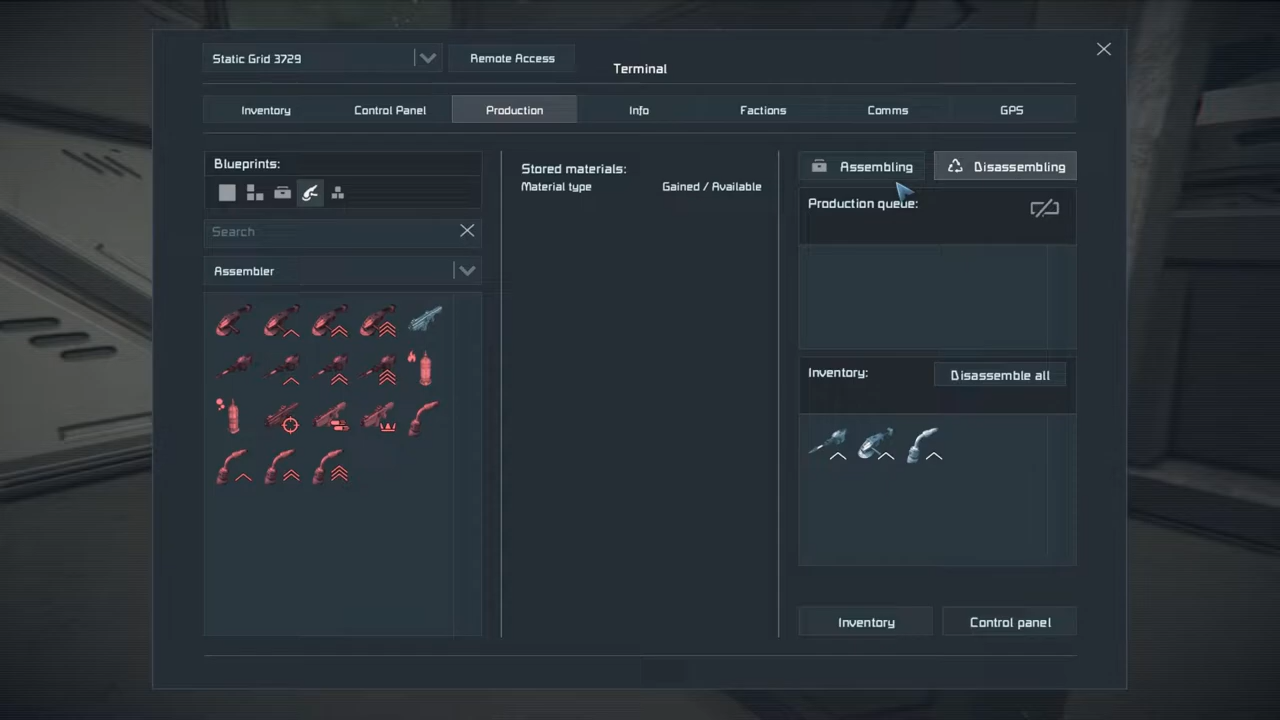 Static Grid 3729
Remote Access
Terminal
Inventory
Control Panel
Production
Info
Factions
Comms
GPS
Blueprints:
Search
Assembler
Stored materials:
Material type
Gained / Available
Assembling
Disassembling
Production queue:
Inventory:
Disassemble all
Inventory
Control panel